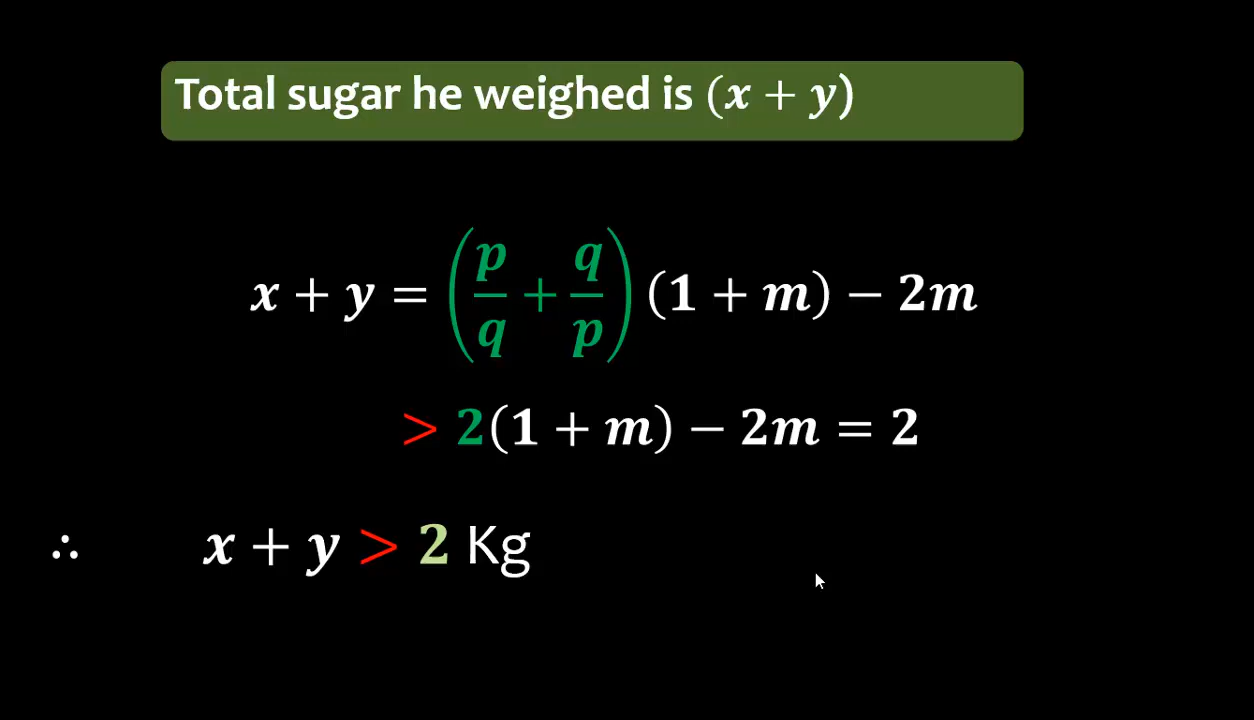 Total sugar he weighed is (x + y)
x + y = (p/q + q/p) (1 + m) − 2m
> 2(1 + m) − 2m = 2
∴ x + y > 2 Kg